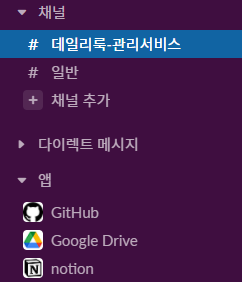 채널
# 데일리룩-관리서비스
# 일반
+ 채널 추가
다이렉트 메시지
앱
GitHub
Google Drive
notion